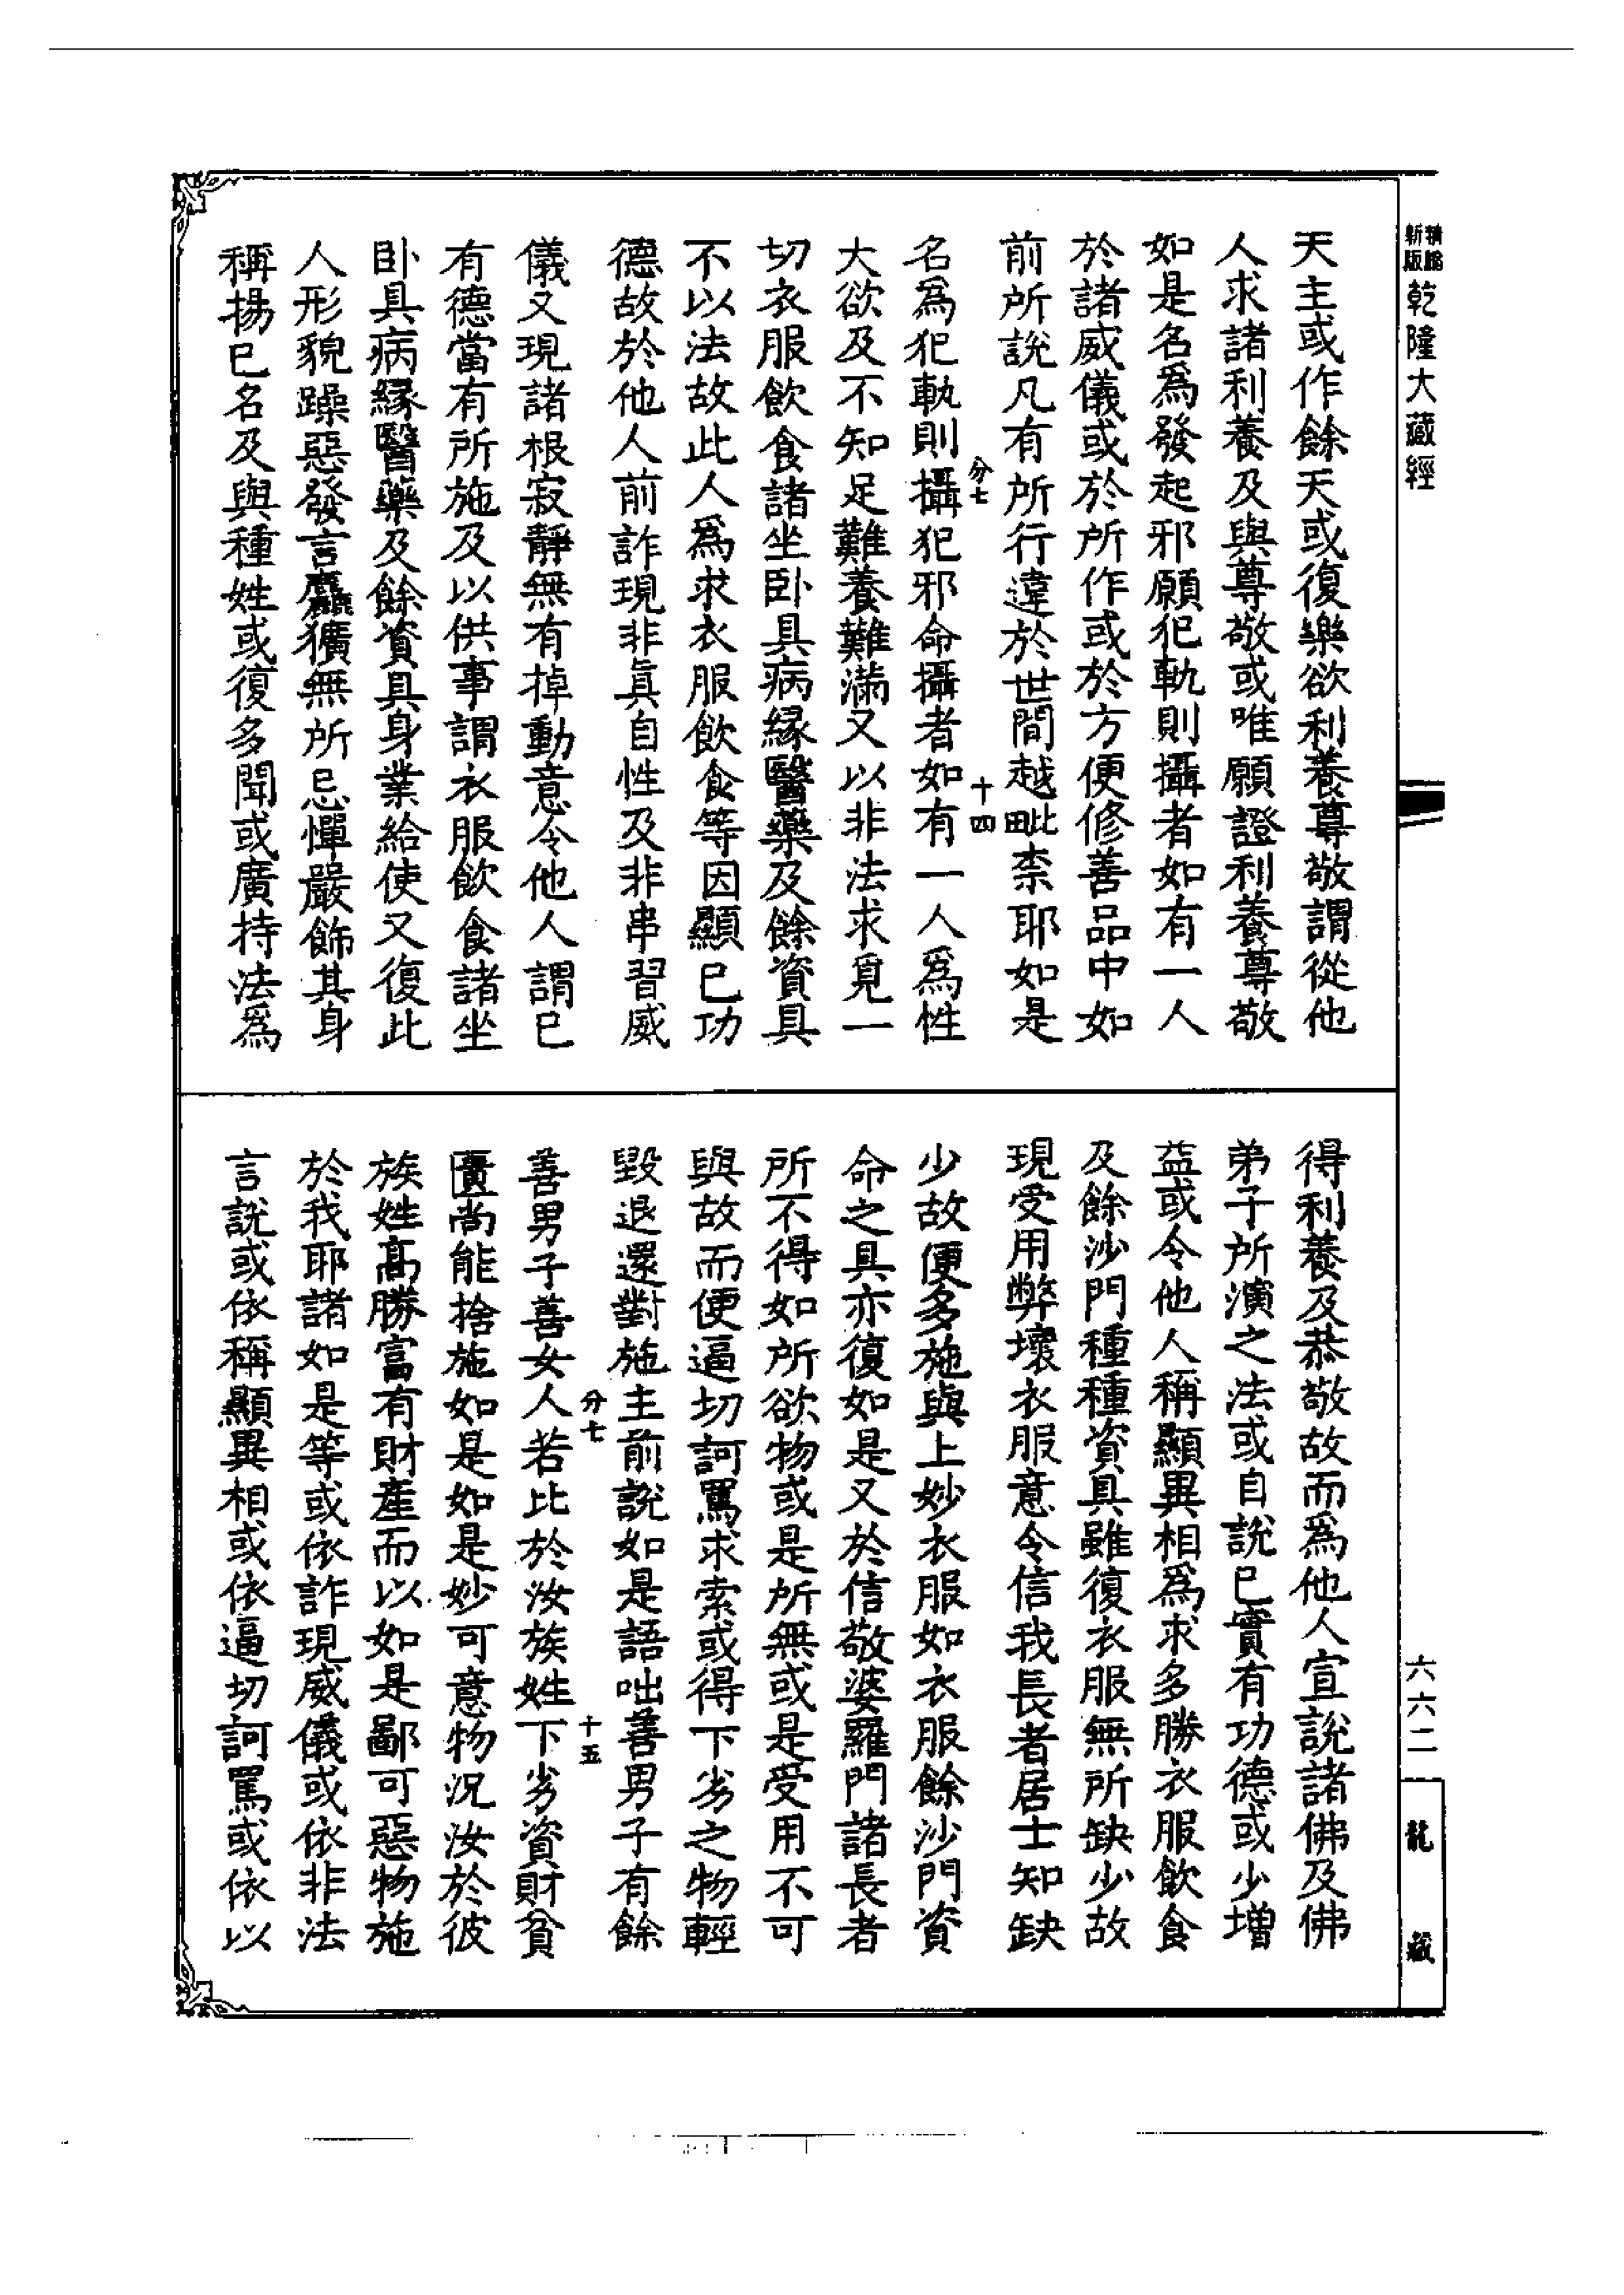 新版
精縮
乾隆大藏經
天主或作餘天或復樂欲利養尊敬謂從他
人求諸利養及與尊敬或唯願證利養尊敬
如是名為發起邪願犯軌則攝者如有一人
於諸威儀或於所作或於方便修善品中如
前所說凡有所行違於世間越毗柰耶如是
分七
十四
名為犯軌則攝犯邪命攝者如有一人為性
大欲及不知足難養難滿又以非法求覓一
切衣服飲食諸坐卧具病緣醫藥及餘資具
不以法故此人為求衣服飲食等因顯已功
德故於他人前詐現非真自性及非串習威
儀又現諸根寂靜無有掉動意令他人謂已
有德當有所施及以供事謂衣服飲食諸坐
卧具病緣醫藥及餘資具身業給使又復此
人形貌躁惡發言麤獷無所忌憚嚴飾其身
稱揚已名及與種姓或復多聞或廣持法為
得利養及恭敬故而為他人宣說諸佛及佛
弟子所演之法或自說已實有功德或少增
益或令他人稱顯異相為求多勝衣服飲食
及餘沙門種種資具雖復衣服無所缺少故
現受用弊壞衣服意令信我長者居士知缺
少故便多施與上妙衣服如衣服餘沙門資
命之具亦復如是又於信敬婆羅門諸長者
所不得如所欲物或是所無或是受用不可
與故而便逼切訶罵求索或得下劣之物輕
毀退還對施主前說如是語咄善男子有餘
分七
十五
善男子善女人若比於汝族姓下劣資財貧
匱尚能捨施如是如是妙可意物況汝於彼
族姓高勝富有財產而以如是鄙可惡物施
於我耶諸如是等或依詐現威儀或依非法
言說或依稱顯異相或依逼切訶罵或依以
六六二
龍藏